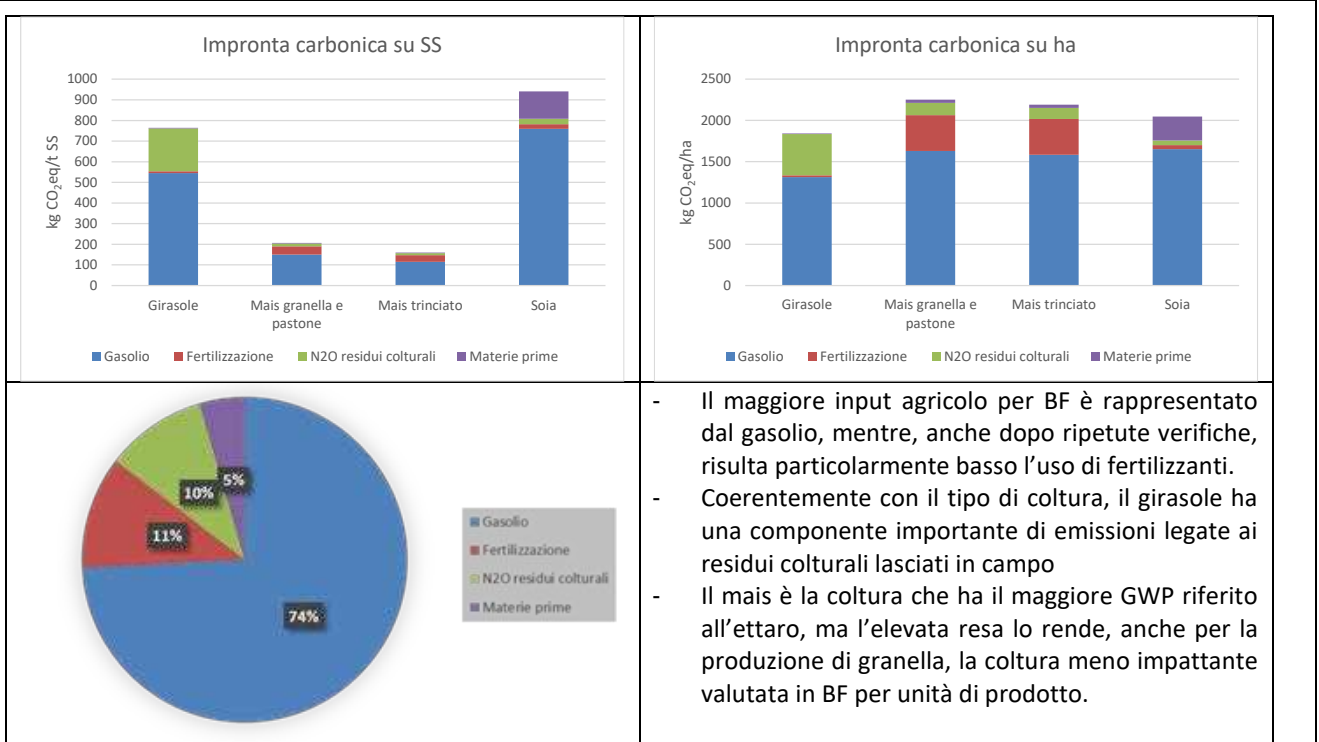 Impronta carbonica su SS
kg CO₂eq/t SS
1000
900
800
700
600
500
400
300
200
100
0
Girasole
Mais granella e
pastone
Mais trinciato
Soia
Gasolio
Fertilizzazione
N2O residui colturali
Materie prime
Impronta carbonica su ha
kg CO₂eq/ha
2500
2000
1500
1000
500
0
Girasole
Mais granella e
pastone
Mais trinciato
Soia
Gasolio
Fertilizzazione
N2O residui colturali
Materie prime
5%
10%
11%
74%
Gasolio
Fertilizzazione
N2O residui colturali
Materie prime
- Il maggiore input agricolo per BF è rappresentato
dal gasolio, mentre, anche dopo ripetute verifiche,
risulta particolarmente basso l’uso di fertilizzanti.
- Coerentemente con il tipo di coltura, il girasole ha
una componente importante di emissioni legate ai
residui colturali lasciati in campo
- Il mais è la coltura che ha il maggiore GWP riferito
all’ettaro, ma l’elevata resa lo rende, anche per la
produzione di granella, la coltura meno impattante
valutata in BF per unità di prodotto.